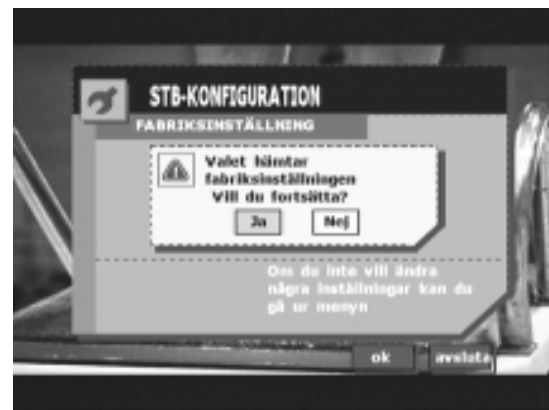 STB-KONFIGURATION
FABRIKSINSTÄLLNING
Valet hämtar
fabriksinställningen
Vill du fortsätta?
Ja Nej
Om du inte vill ändra
några inställningar kan du
gå ur menyn
ok avsluta